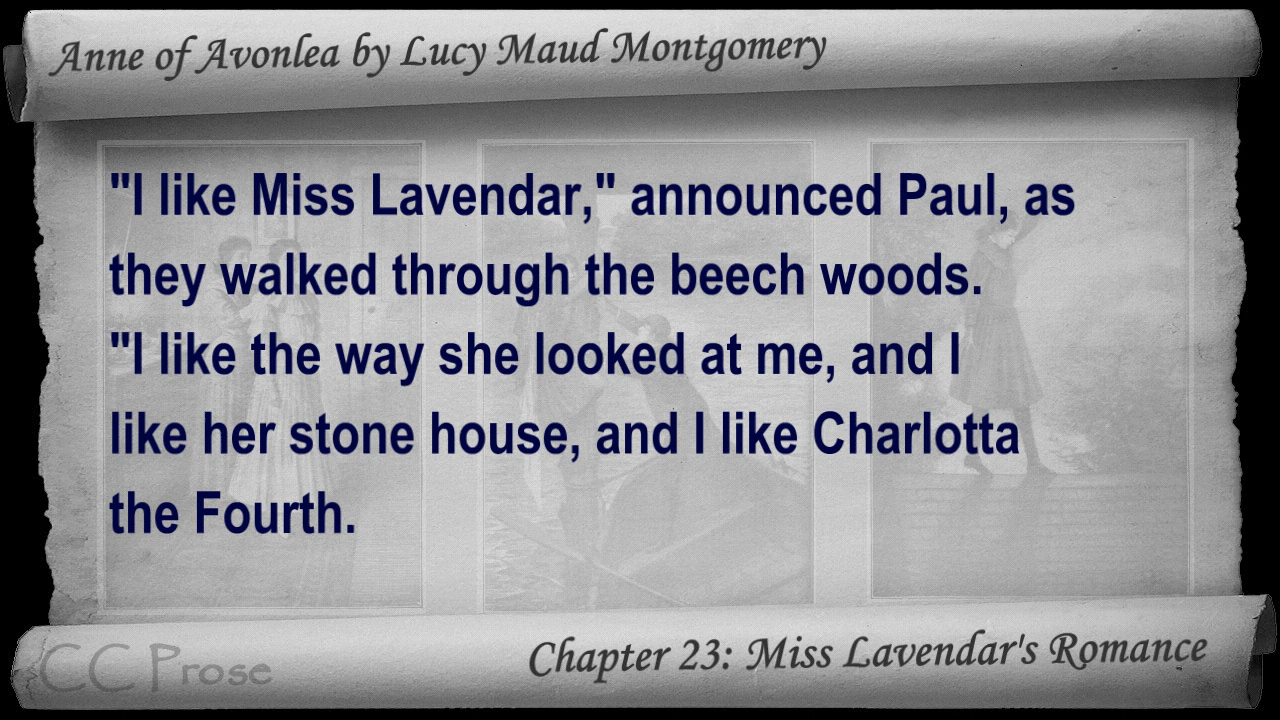 Anne of Avonlea by Lucy Maud Montgomery
"I like Miss Lavendar," announced Paul, as
they walked through the beech woods.
"I like the way she looked at me, and I
like her stone house, and I like Charlotta
the Fourth.
Chapter 23: Miss Lavendar's Romance
CC Prose